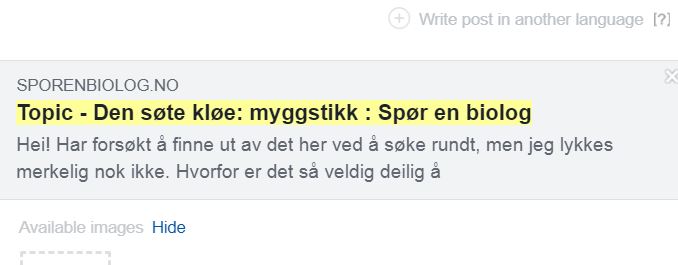 Write post in another language [?]
SPORENBIOLOG.NO
Topic - Den søte kløe: myggstikk : Spør en biolog
Hei! Har forsøkt å finne ut av det her ved å søke rundt, men jeg lykkes
merkelig nok ikke. Hvorfor er det så veldig deilig å
Available images Hide